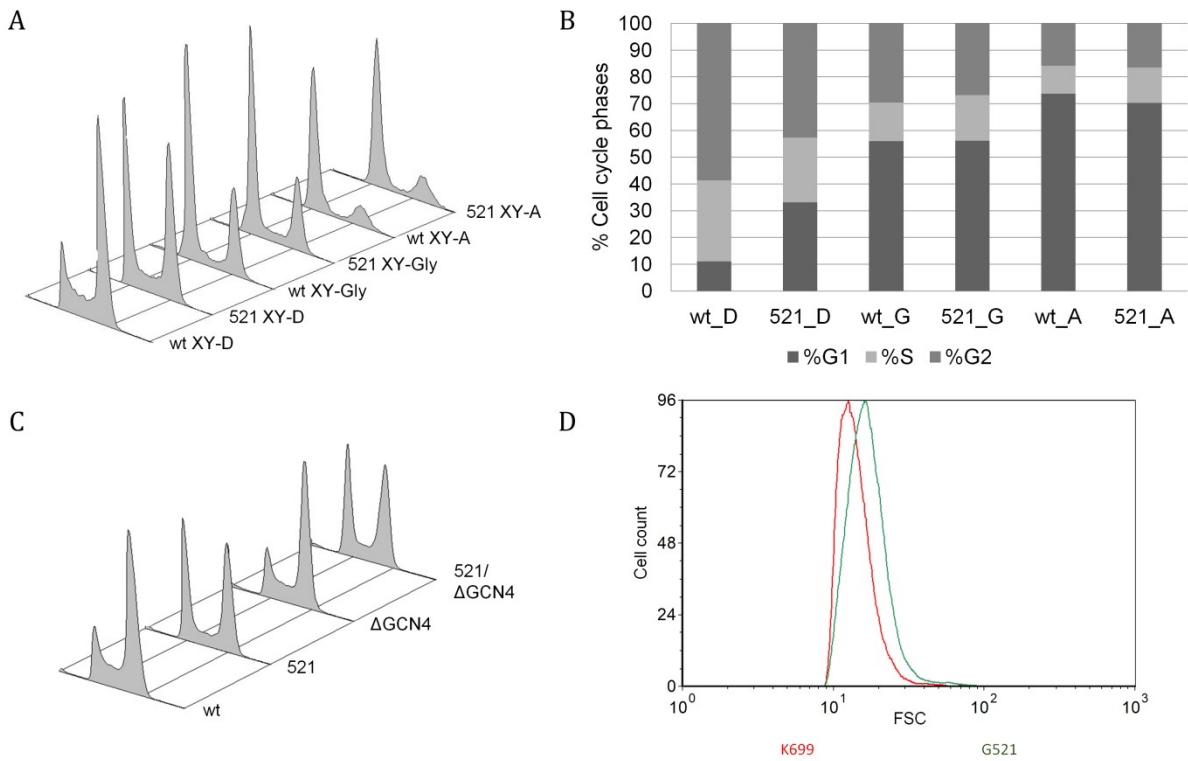 A
521 XY-A
wt XY-A
521 XY-Gly
wt XY-Gly
521 XY-D
wt XY-D
B
% Cell cycle phases
100
90
80
70
60
50
40
30
20
10
0
wt_D 521_D wt_G 521_G wt_A 521_A
%G1 %S %G2
C
521/
ΔGCN4
ΔGCN4
521
wt
D
Cell count
96
72
48
24
0
10⁰ 10¹ 10² 10³
FSC
K699 G521